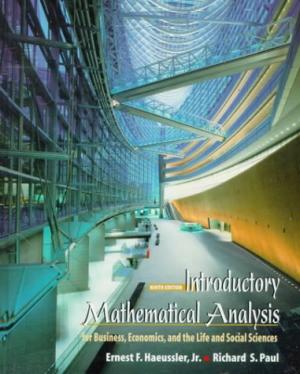 NINTH EDITION Introductory
Mathematical Analysis
for Business, Economics, and the Life and Social Sciences
Ernest F. Haeussler, Jr. ■ Richard S. Paul